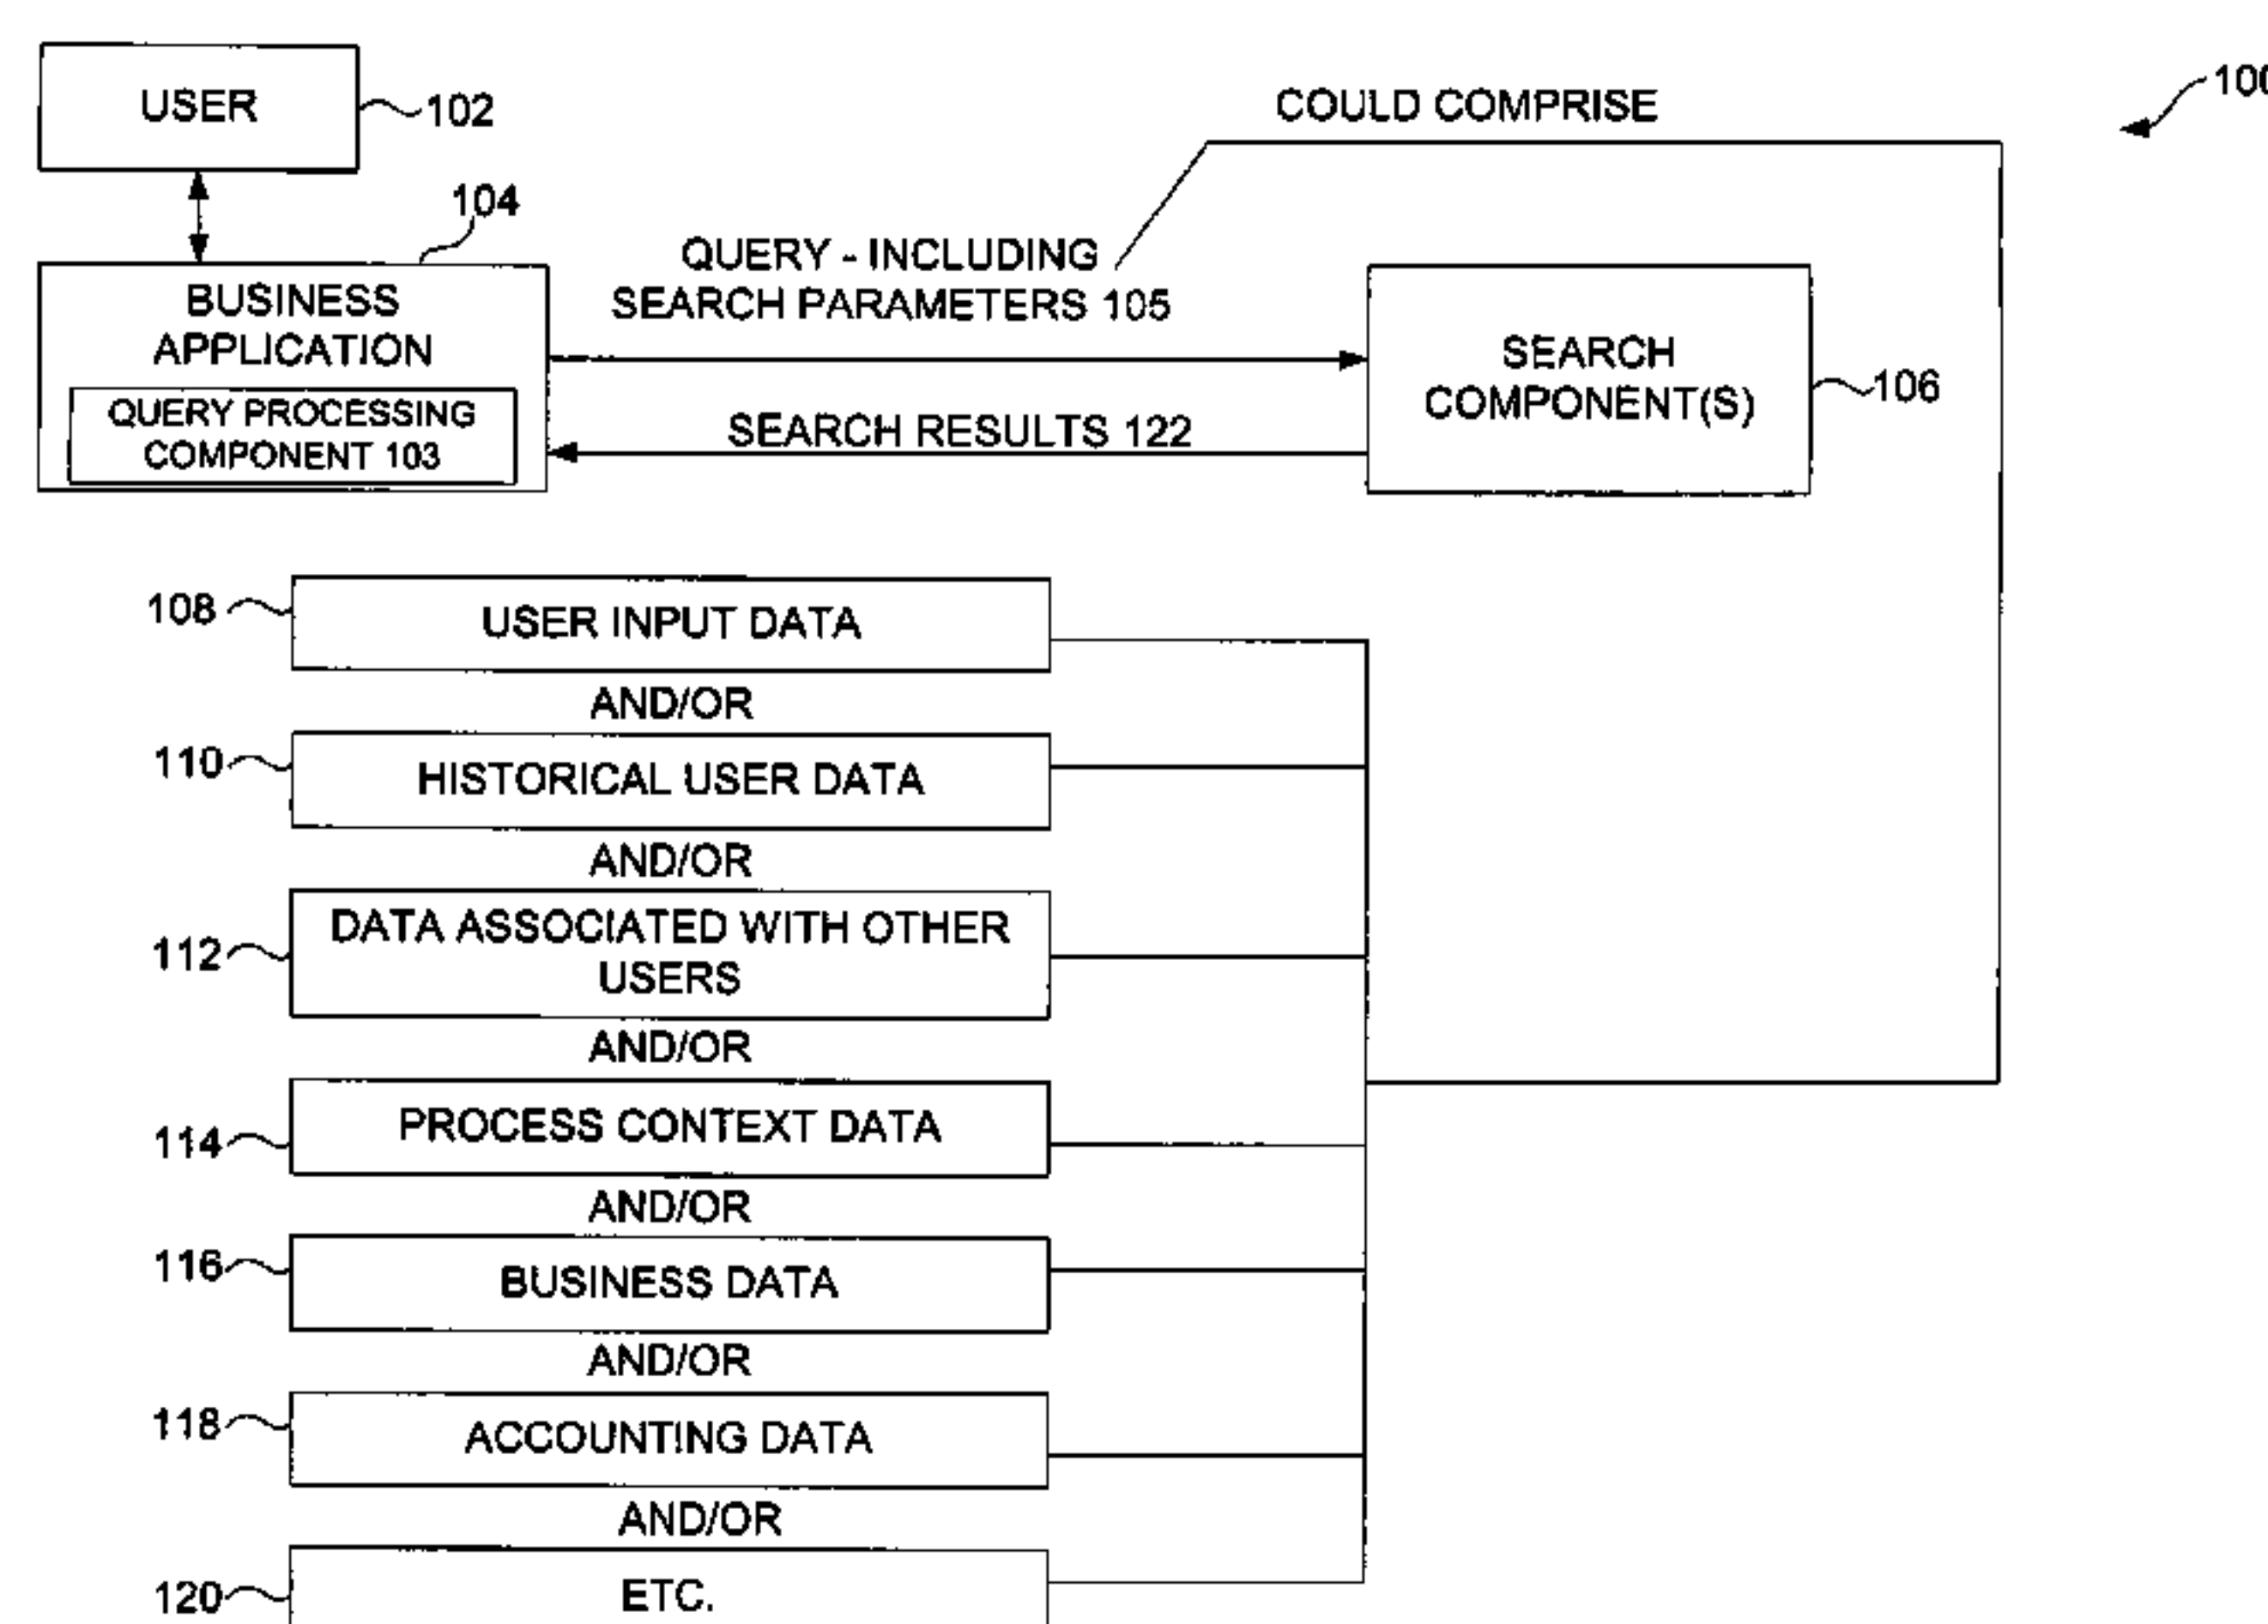 USER
102
COULD COMPRISE
100
104
BUSINESS
APPLICATION
QUERY PROCESSING
COMPONENT 103
QUERY - INCLUDING
SEARCH PARAMETERS 105
SEARCH RESULTS 122
SEARCH
COMPONENT(S)
106
108
USER INPUT DATA
AND/OR
110
HISTORICAL USER DATA
AND/OR
112
DATA ASSOCIATED WITH OTHER
USERS
AND/OR
114
PROCESS CONTEXT DATA
AND/OR
116
BUSINESS DATA
AND/OR
118
ACCOUNTING DATA
AND/OR
120
ETC.